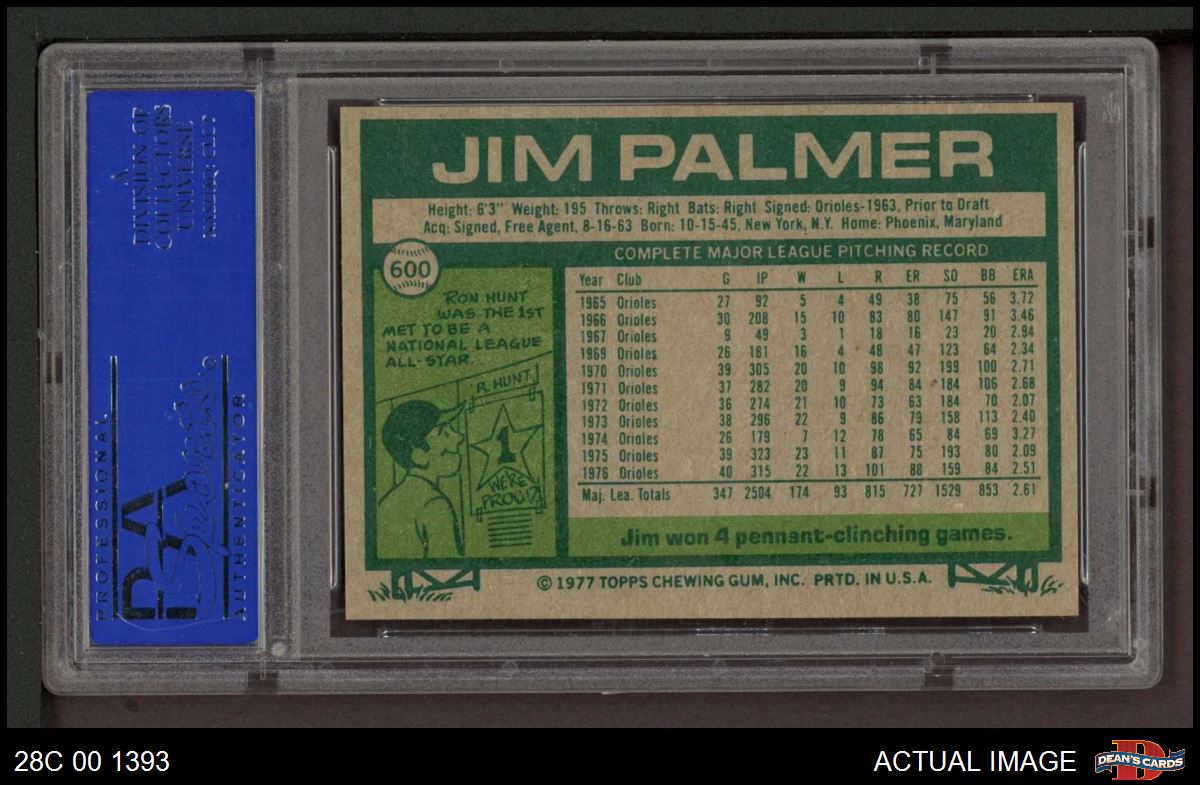 A
DIVISION OF
COLLECTORS
UNIVERSE
NASDAQ: CLCT
PROFESSIONAL
PSA
AUTHENTICATOR
JIM PALMER
Height: 6'3" Weight: 195 Throws: Right Bats: Right Signed: Orioles-1963, Prior to Draft
Acq: Signed, Free Agent, 8-16-63 Born: 10-15-45, New York, N.Y. Home: Phoenix, Maryland
600
RON HUNT
WAS THE 1ST
MET TO BE A
NATIONAL LEAGUE
ALL-STAR.
R. HUNT
1
WE'RE
PROUD
COMPLETE MAJOR LEAGUE PITCHING RECORD
Year Club G IP W L R ER SO BB ERA
1965 Orioles 27 92 5 4 49 38 75 56 3.72
1966 Orioles 30 208 15 10 83 80 147 91 3.46
1967 Orioles 9 49 3 1 18 16 23 20 2.94
1969 Orioles 26 181 16 4 48 47 123 64 2.34
1970 Orioles 39 305 20 10 98 92 199 100 2.71
1971 Orioles 37 282 20 9 94 84 184 106 2.68
1972 Orioles 36 274 21 10 73 63 184 70 2.07
1973 Orioles 38 296 22 9 86 79 158 113 2.40
1974 Orioles 26 179 7 12 78 65 84 69 3.27
1975 Orioles 39 323 23 11 87 75 193 80 2.09
1976 Orioles 40 315 22 13 101 88 159 84 2.51
Maj. Lea. Totals 347 2504 174 93 815 727 1529 853 2.61
Jim won 4 pennant-clinching games.
© 1977 TOPPS CHEWING GUM, INC. PRTD. IN U.S.A.
28C 00 1393
ACTUAL IMAGE
DEAN'S CARDS